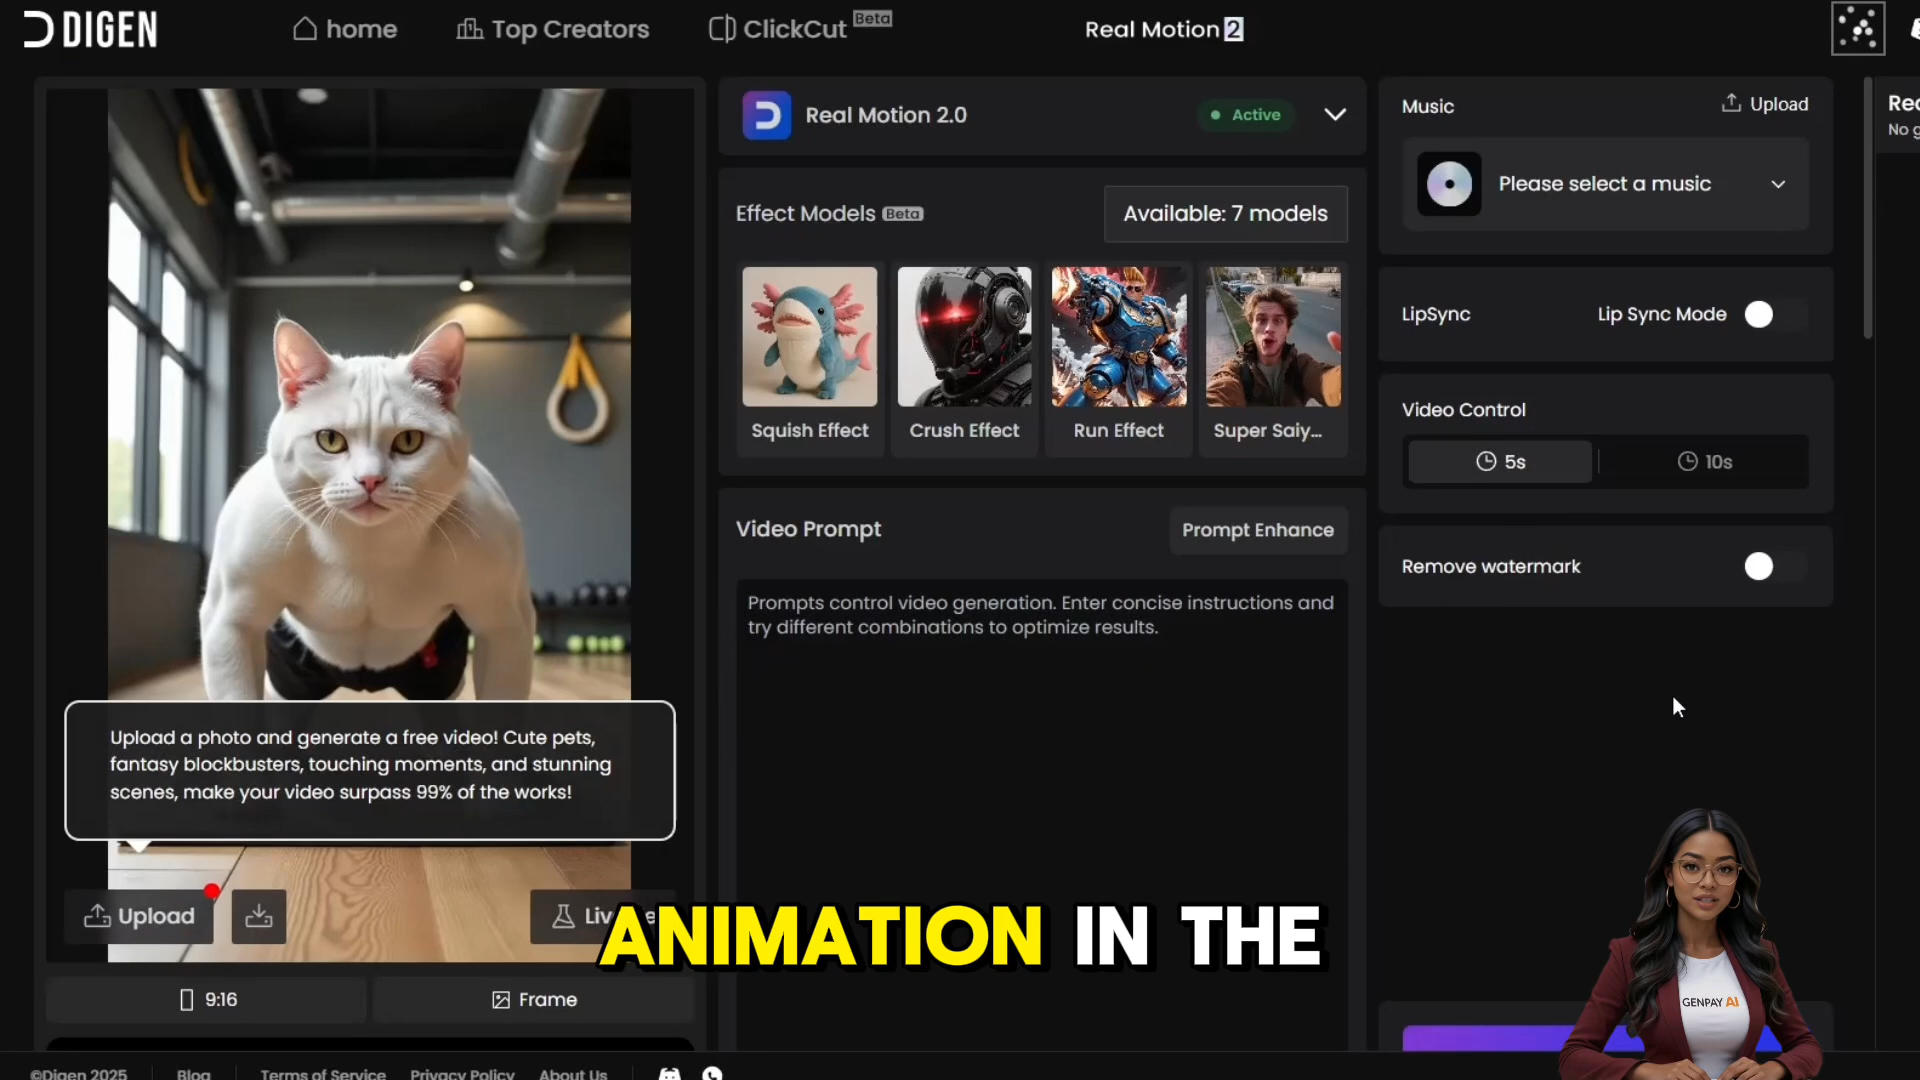 DIGEN
home
Top Creators
ClickCut Beta
Real Motion 2
Real Motion 2.0
Active
Effect Models Beta
Available: 7 models
Squish Effect
Crush Effect
Run Effect
Super Saiy...
Video Prompt
Prompt Enhance
Prompts control video generation. Enter concise instructions and
try different combinations to optimize results.
Music
Upload
Please select a music
LipSync
Lip Sync Mode
Video Control
5s
10s
Remove watermark
Upload a photo and generate a free video! Cute pets,
fantasy blockbusters, touching moments, and stunning
scenes, make your video surpass 99% of the works!
Upload
ANIMATION IN THE
9:16
Frame
GENPAY AI
©Digen 2025
Blog
Terms of Service
Privacy Policy
About Us